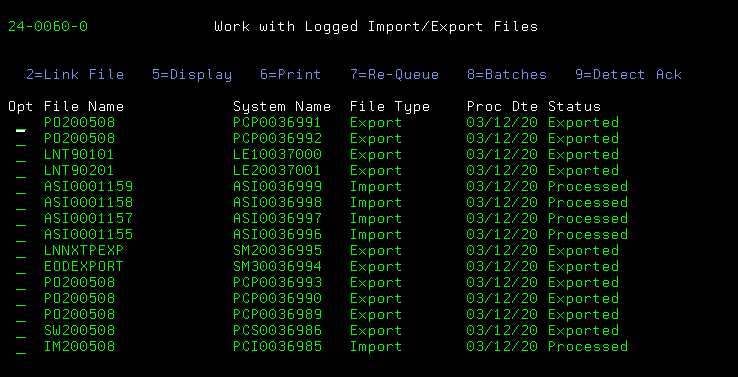 24-0060-0 Work with Logged Import/Export Files
2=Link File 5=Display 6=Print 7=Re-Queue 8=Batches 9=Detect Ack
Opt File Name System Name File Type Proc Dte Status
_ PO200508 PCP0036991 Export 03/12/20 Exported
_ PO200508 PCP0036992 Export 03/12/20 Exported
_ LNT90101 LE10037000 Export 03/12/20 Exported
_ LNT90201 LE20037001 Export 03/12/20 Exported
_ ASI0001159 ASI0036999 Import 03/12/20 Processed
_ ASI0001158 ASI0036998 Import 03/12/20 Processed
_ ASI0001157 ASI0036997 Import 03/12/20 Processed
_ ASI0001155 ASI0036996 Import 03/12/20 Processed
_ LNNXTPEXP SM20036995 Export 03/12/20 Exported
_ EODEXPORT SM30036994 Export 03/12/20 Exported
_ PO200508 PCP0036993 Export 03/12/20 Exported
_ PO200508 PCP0036990 Export 03/12/20 Exported
_ PO200508 PCP0036989 Export 03/12/20 Exported
_ SW200508 PCS0036986 Export 03/12/20 Exported
_ IM200508 PCI0036985 Import 03/12/20 Processed